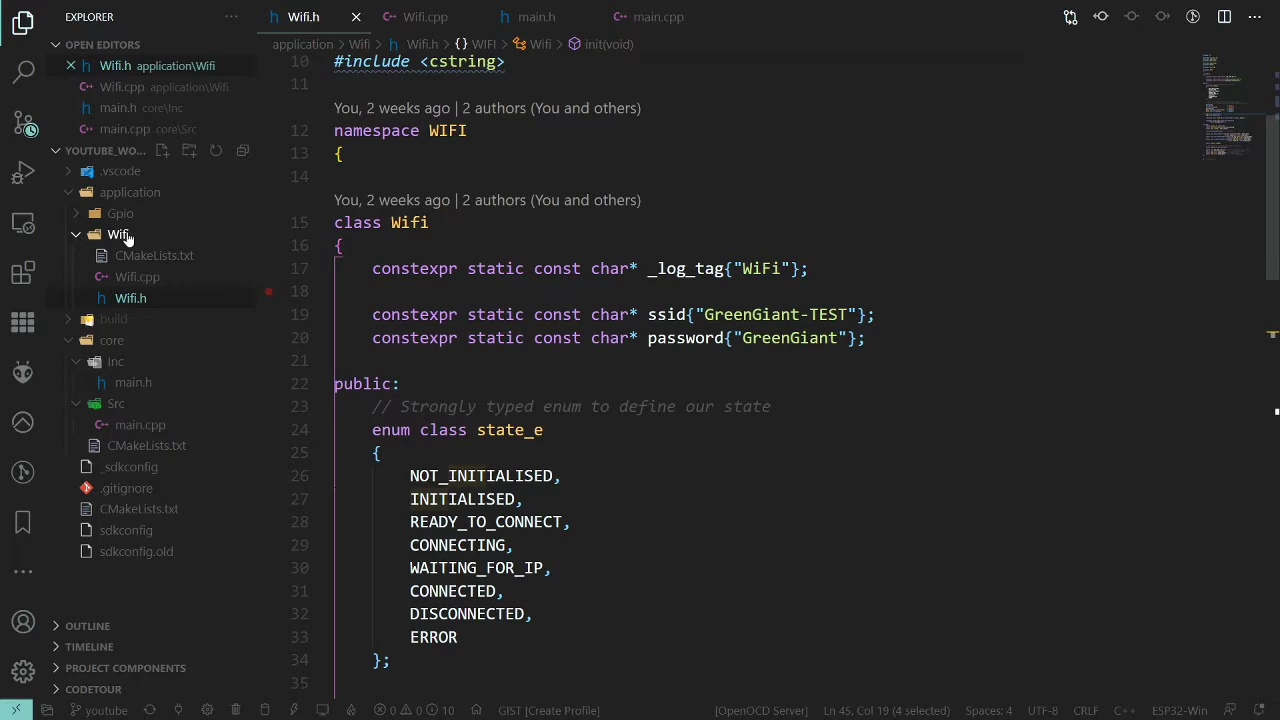 EXPLORER
Wifi.h
Wifi.cpp
main.h
main.cpp
OPEN EDITORS
application > Wifi > Wifi.h > {} WIFI > Wifi > init(void)
Wifi.h application\Wifi
Wifi.cpp application\Wifi
main.h core\Inc
main.cpp core\Src
YOUTUBE_WO...
.vscode
application
Gpio
Wifi
CMakeLists.txt
Wifi.cpp
Wifi.h
build
core
Inc
main.h
Src
main.cpp
CMakeLists.txt
_sdkconfig
.gitignore
CMakeLists.txt
sdkconfig
sdkconfig.old
OUTLINE
TIMELINE
PROJECT COMPONENTS
CODETOUR
10 #include <cstring>
11
You, 2 weeks ago | 2 authors (You and others)
12 namespace WIFI
13 {
14
You, 2 weeks ago | 2 authors (You and others)
15 class Wifi
16 {
17 constexpr static const char* _log_tag{"WiFi"};
18
19 constexpr static const char* ssid{"GreenGiant-TEST"};
20 constexpr static const char* password{"GreenGiant"};
21
22 public:
23 // Strongly typed enum to define our state
24 enum class state_e
25 {
26 NOT_INITIALISED,
27 INITIALISED,
28 READY_TO_CONNECT,
29 CONNECTING,
30 WAITING_FOR_IP,
31 CONNECTED,
32 DISCONNECTED,
33 ERROR
34 };
35
youtube 0 0 10 GIST [Create Profile] [OpenOCD Server] Ln 45, Col 19 (4 selected) Spaces: 4 UTF-8 CRLF C++ ESP32-Win